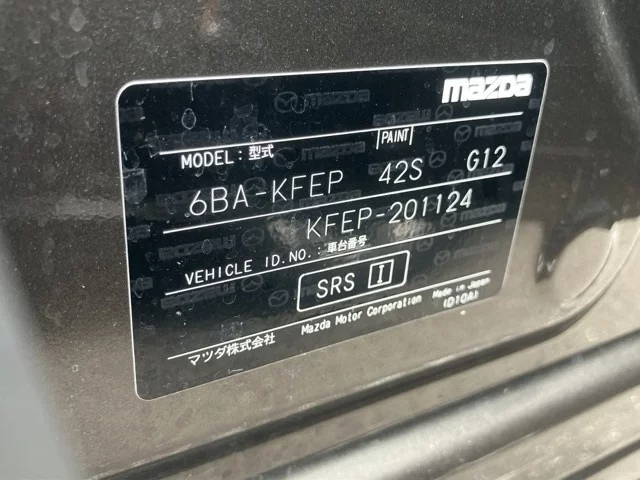 mazda
MODEL:型式 PAINT
6BA-KFEP 42S G12
KFEP-201124
VEHICLE ID.NO.:車台番号
SRS I
マツダ株式会社 Mazda Motor Corporation Made in Japan
(D10A)